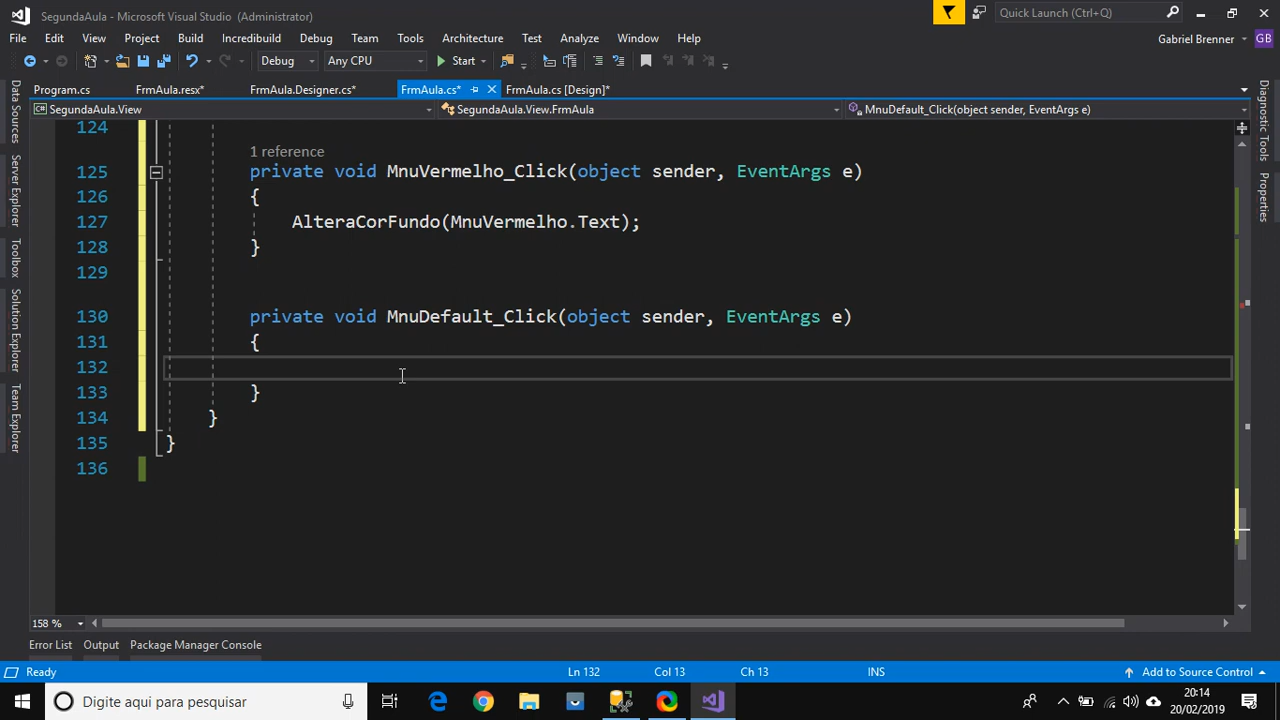 SegundaAula - Microsoft Visual Studio (Administrator)
Quick Launch (Ctrl+Q)
File Edit View Project Build Incredibuild Debug Team Tools Architecture Test Analyze Window Help
Gabriel Brenner GB
Debug Any CPU Start
Program.cs FrmAula.resx* FrmAula.Designer.cs* FrmAula.cs* FrmAula.cs [Design]*
SegundaAula.View SegundaAula.View.FrmAula MnuDefault_Click(object sender, EventArgs e)
Data Sources
Server Explorer
Toolbox
Solution Explorer
Team Explorer
Diagnostic Tools
Properties
124
1 reference
125 private void MnuVermelho_Click(object sender, EventArgs e)
126 {
127 AlteraCorFundo(MnuVermelho.Text);
128 }
129
130 private void MnuDefault_Click(object sender, EventArgs e)
131 {
132
133 }
134 }
135 }
136
158 %
Error List Output Package Manager Console
Ready Ln 132 Col 13 Ch 13 INS Add to Source Control
Digite aqui para pesquisar
20:14
20/02/2019